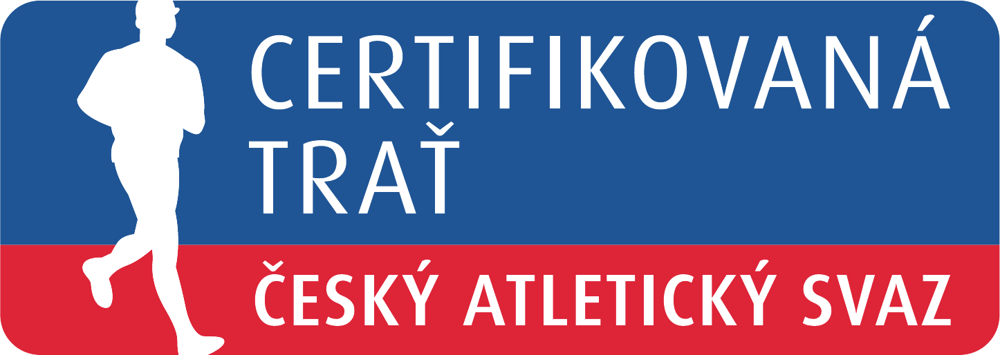 CERTIFIKOVANÁ
TRAŤ
ČESKÝ ATLETICKÝ SVAZ